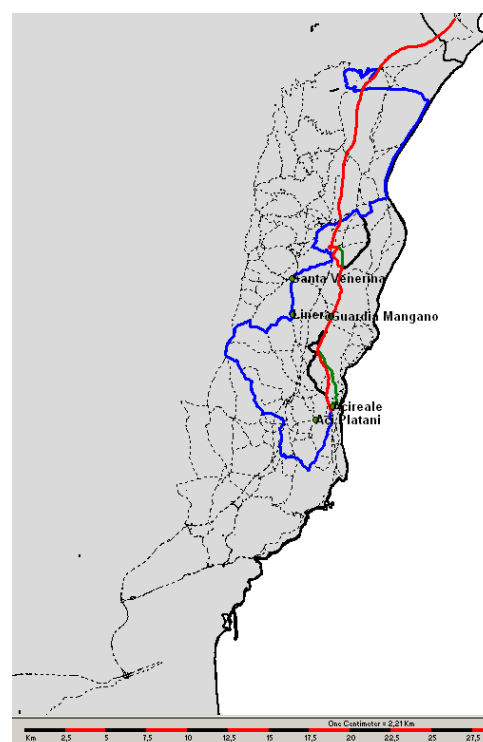 Santa Venerina
Linera
Guardia Mangano
Acireale
Aci Platani
One Centimeter = 2,21 Km
Km 2,5 5 7,5 10 12,5 15 17,5 20 22,5 25 27,5